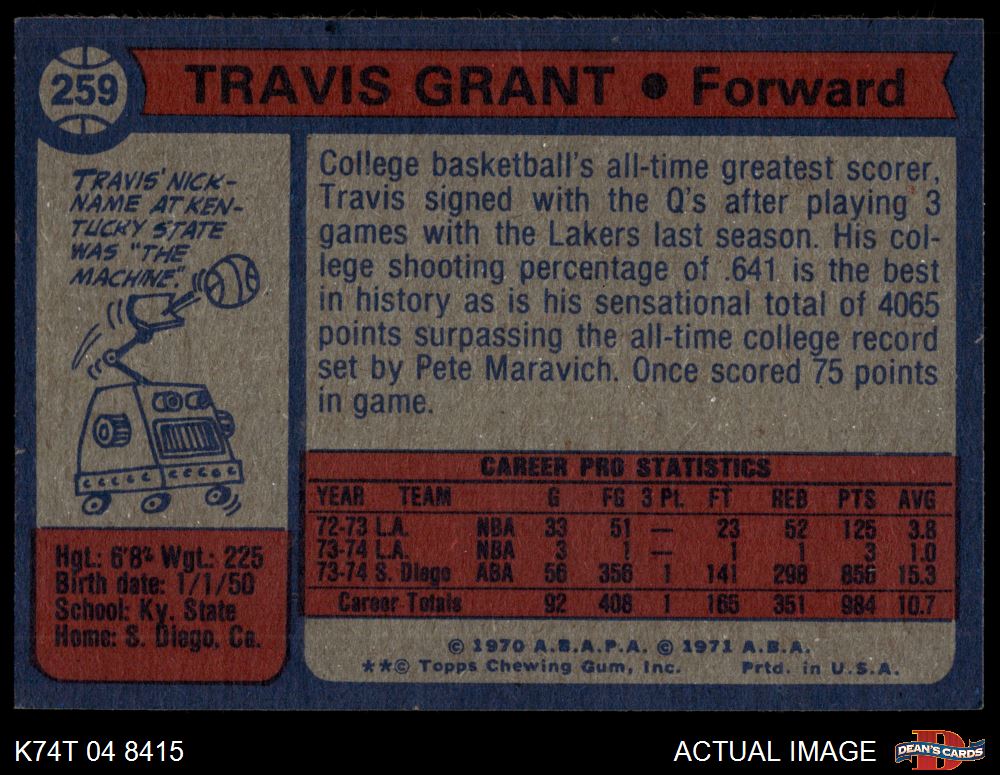 259
TRAVIS GRANT • Forward
TRAVIS' NICK-
NAME AT KEN-
TUCKY STATE
WAS "THE
MACHINE."
College basketball's all-time greatest scorer,
Travis signed with the Q's after playing 3
games with the Lakers last season. His col-
lege shooting percentage of .641 is the best
in history as is his sensational total of 4065
points surpassing the all-time college record
set by Pete Maravich. Once scored 75 points
in game.
CAREER PRO STATISTICS
YEAR TEAM G FG 3 Pt. FT REB PTS AVG
72-73 L.A. NBA 33 51 — 23 52 125 3.8
73-74 L.A. NBA 3 1 — 1 1 3 1.0
73-74 S. Diego ABA 56 356 1 141 298 856 15.3
Career Totals 92 408 1 165 351 984 10.7
Hgt.: 6'8" Wgt.: 225
Birth date: 1/1/50
School: Ky. State
Home: S. Diego, Ca.
© 1970 A.B.A.P.A. © 1971 A.B.A.
**© Topps Chewing Gum, Inc. Prtd. in U.S.A.
K74T 04 8415
ACTUAL IMAGE
D
DEAN'S CARDS